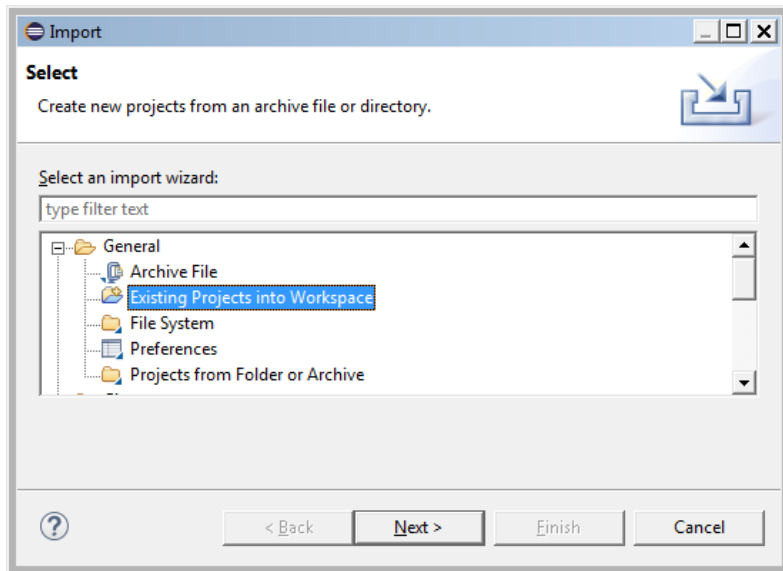 Import
Select
Create new projects from an archive file or directory.
Select an import wizard:
type filter text
General
Archive File
Existing Projects into Workspace
File System
Preferences
Projects from Folder or Archive
?
< Back Next > Finish Cancel